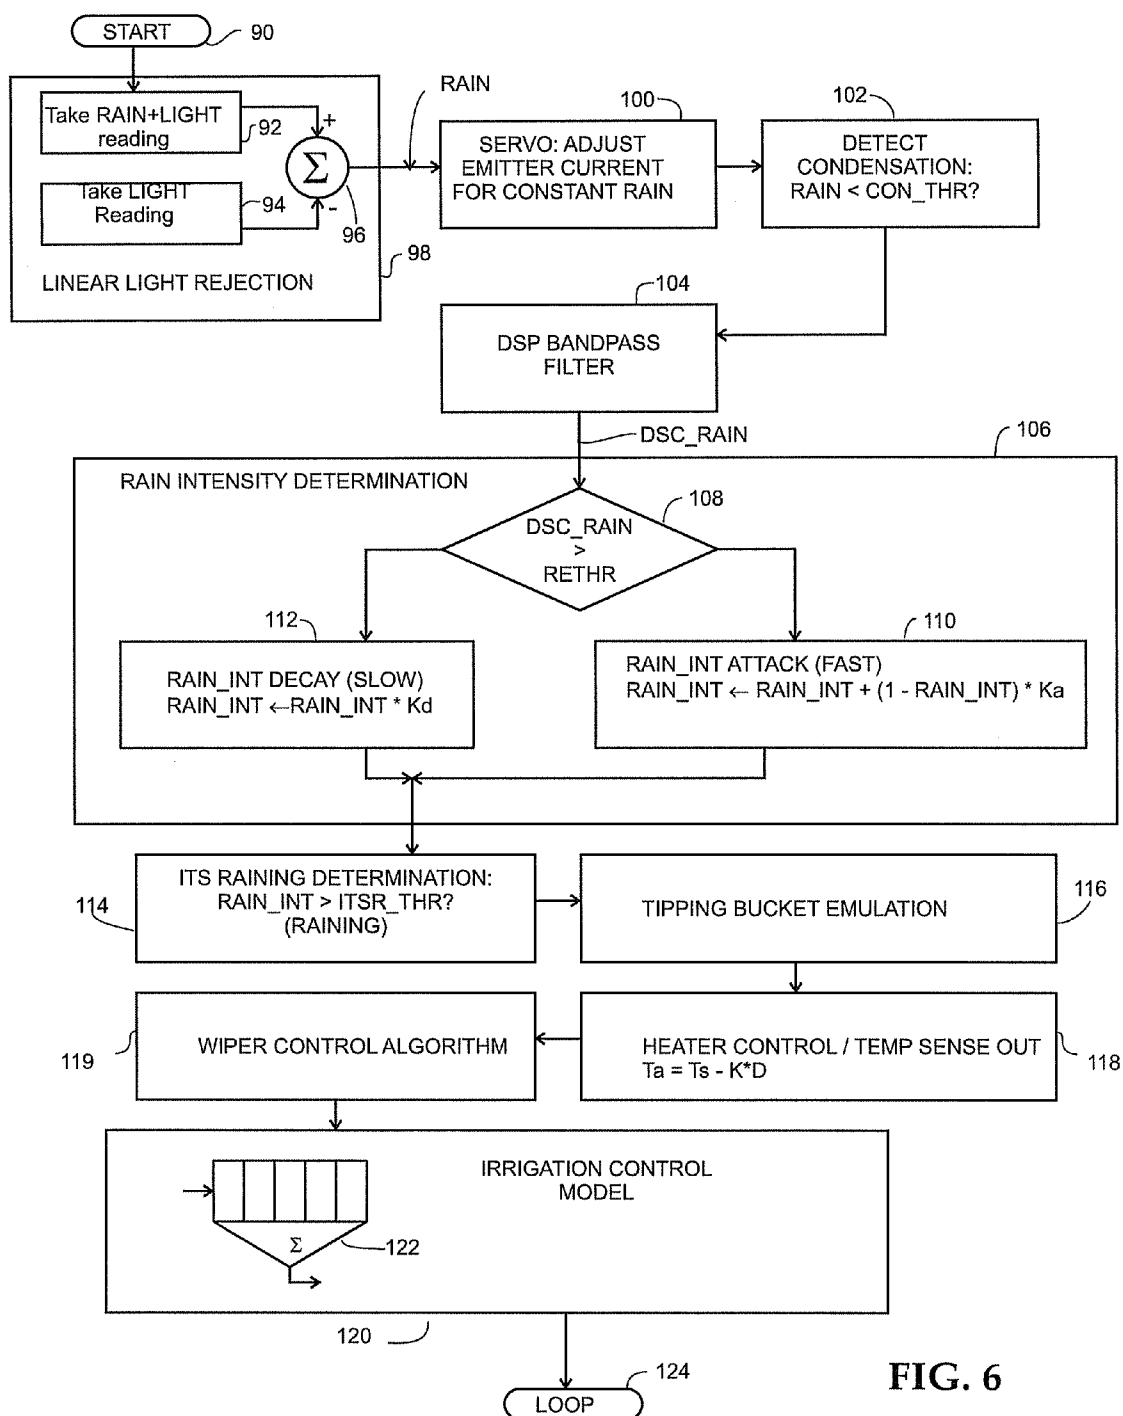 START
90
Take RAIN+LIGHT
reading
92
+
Σ
-
96
Take LIGHT
Reading
94
LINEAR LIGHT REJECTION
98
RAIN
100
SERVO: ADJUST
EMITTER CURRENT
FOR CONSTANT RAIN
102
DETECT
CONDENSATION:
RAIN < CON_THR?
104
DSP BANDPASS
FILTER
DSC_RAIN
106
RAIN INTENSITY DETERMINATION
108
DSC_RAIN
>
RETHR
112
RAIN_INT DECAY (SLOW)
RAIN_INT ←RAIN_INT * Kd
110
RAIN_INT ATTACK (FAST)
RAIN_INT ← RAIN_INT + (1 - RAIN_INT) * Ka
114
ITS RAINING DETERMINATION:
RAIN_INT > ITSR_THR?
(RAINING)
TIPPING BUCKET EMULATION
116
119
WIPER CONTROL ALGORITHM
HEATER CONTROL / TEMP SENSE OUT
Ta = Ts - K*D
118
IRRIGATION CONTROL
MODEL
Σ
122
120
124
LOOP
FIG. 6